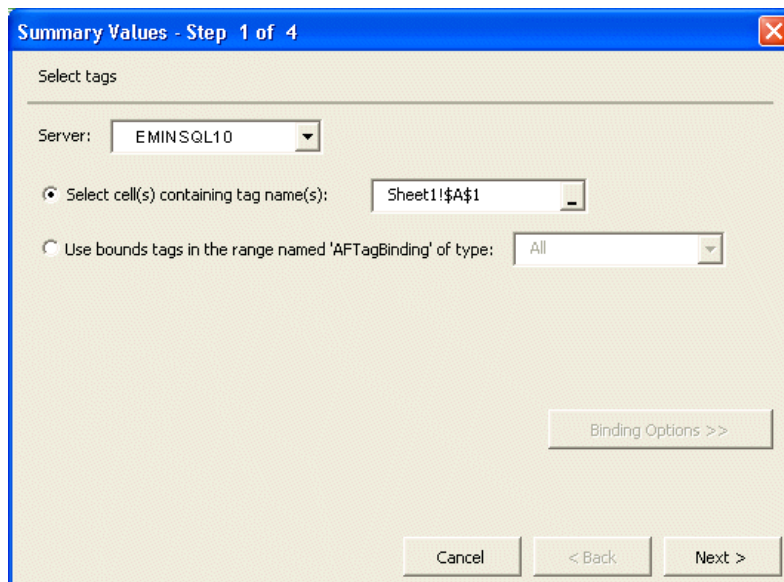 Summary Values - Step 1 of 4
Select tags
Server: EMINSQL10
Select cell(s) containing tag name(s): Sheet1!$A$1
Use bounds tags in the range named 'AFTagBinding' of type: All
Binding Options >>
Cancel < Back Next >